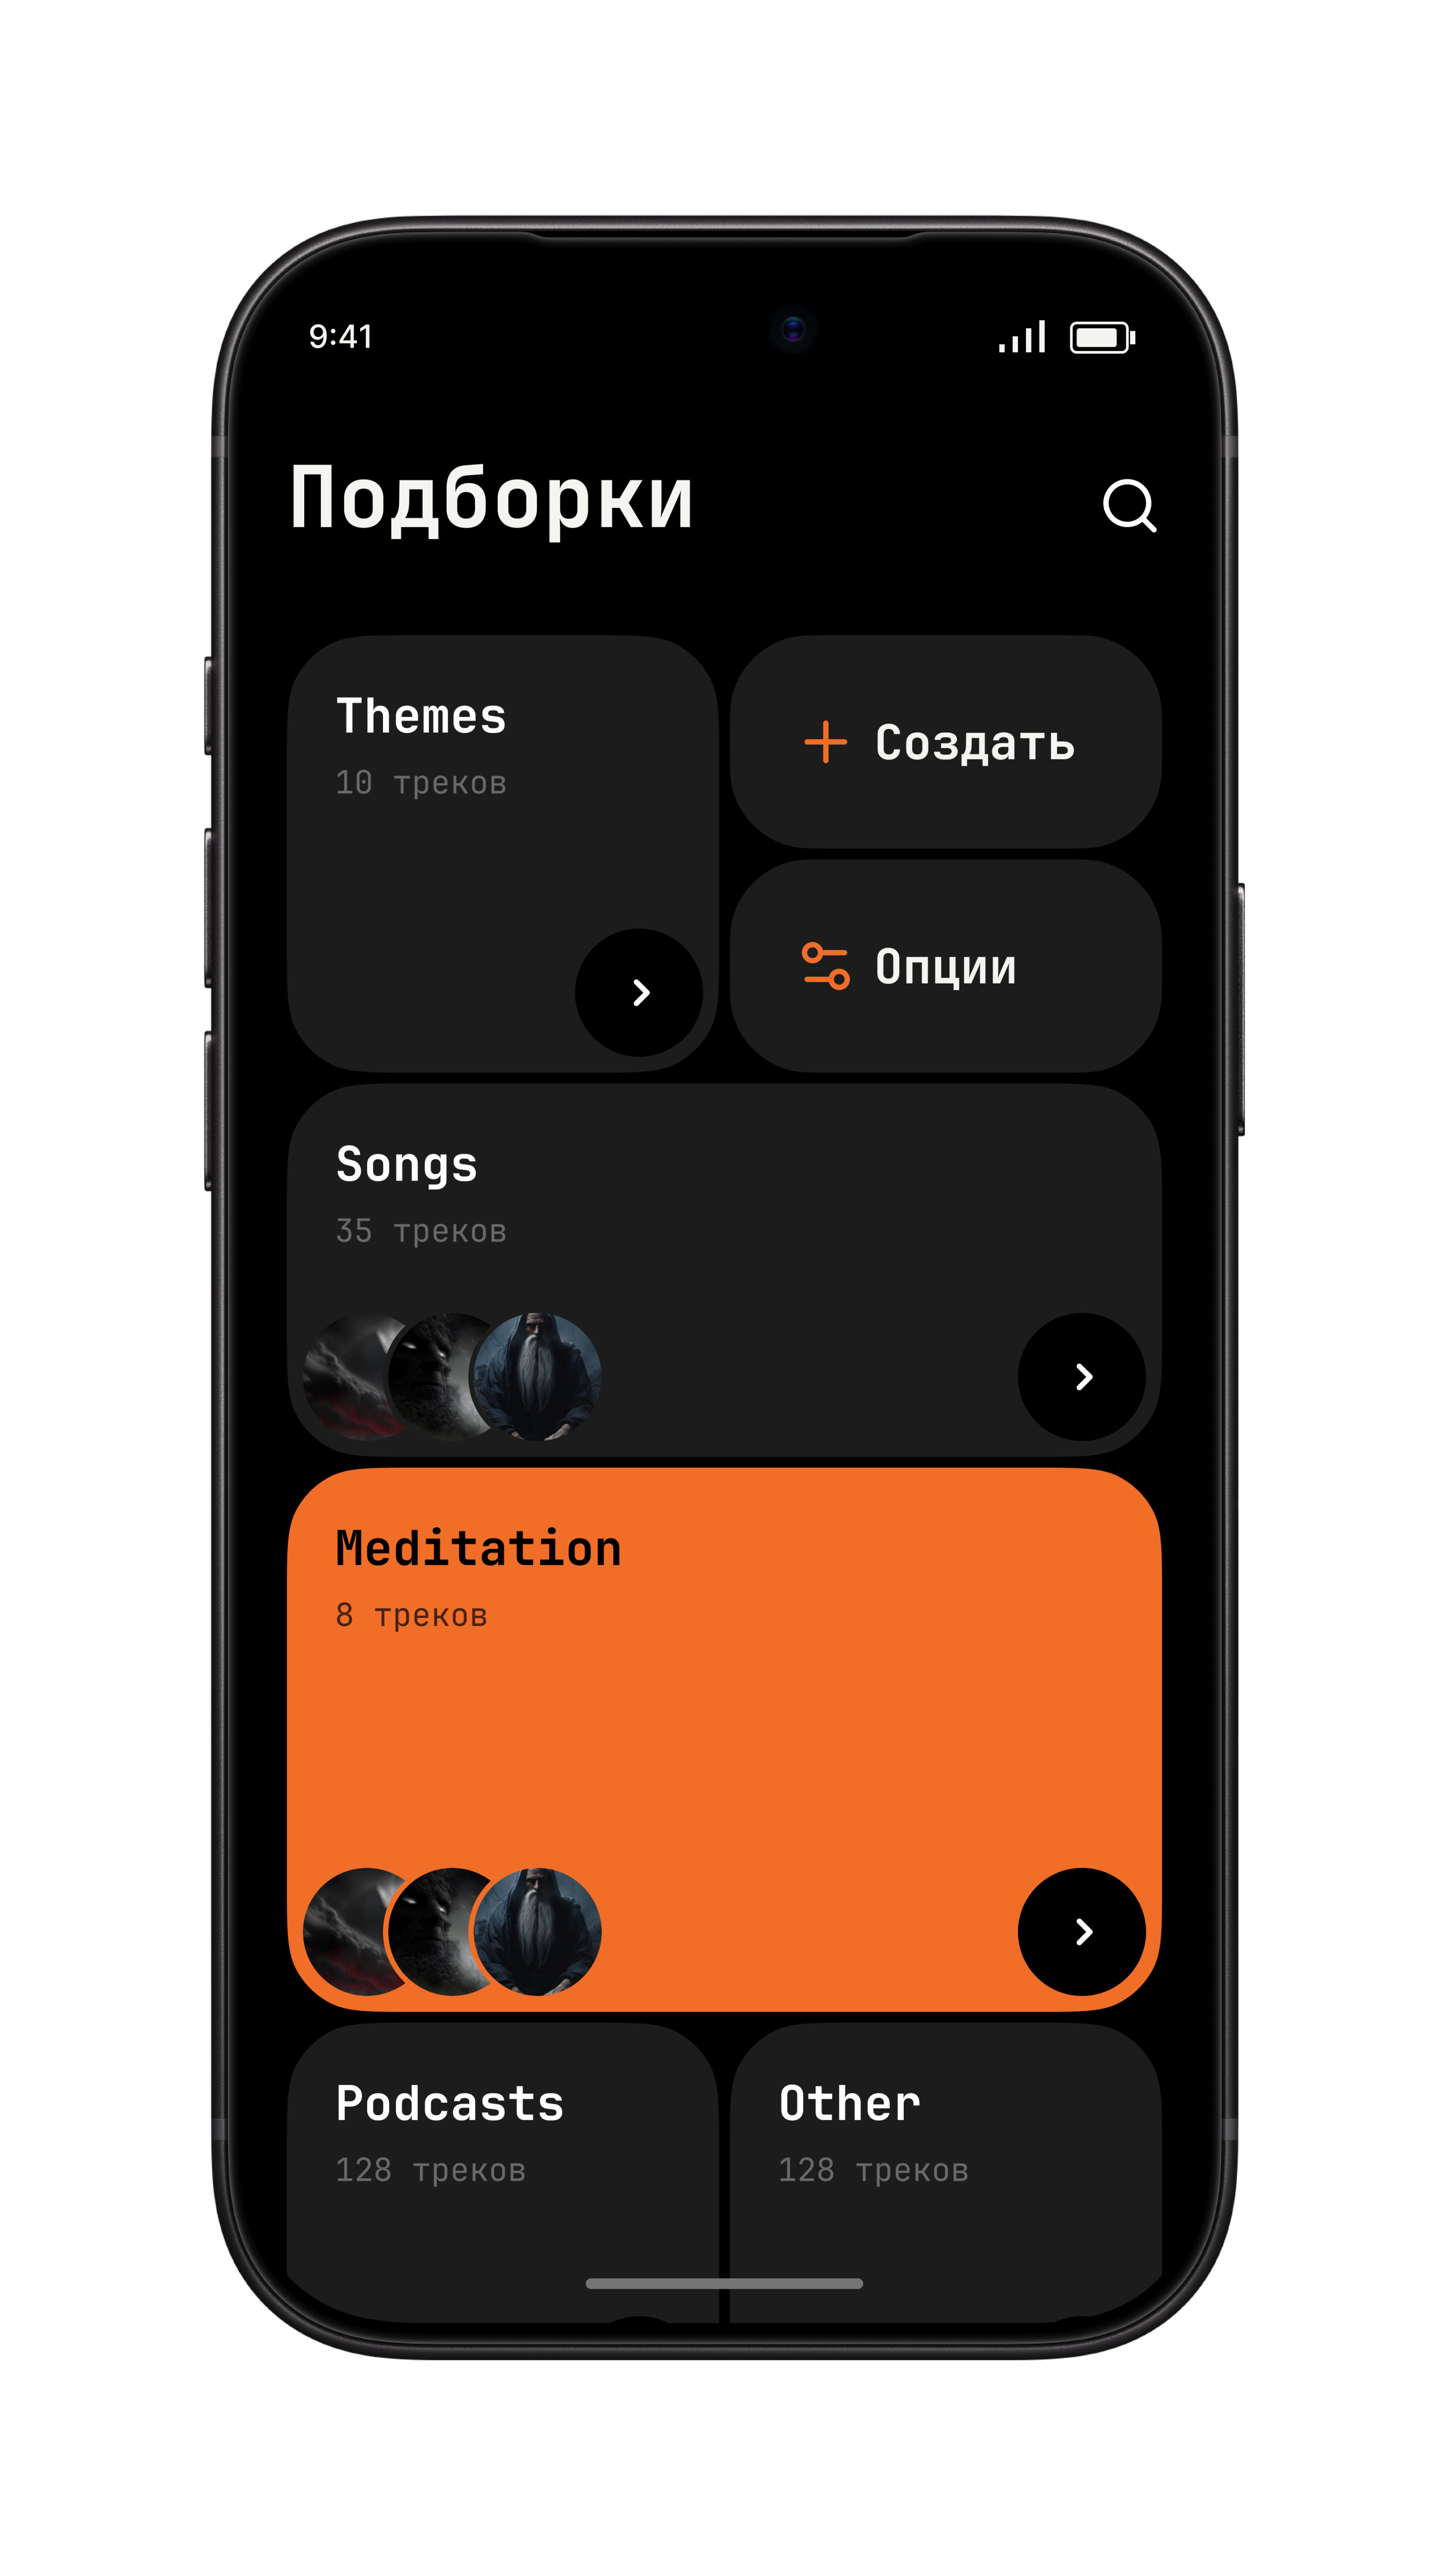 9:41
Подборки
Themes
10 треков
Создать
Опции
Songs
35 треков
Meditation
8 треков
Podcasts
128 треков
Other
128 треков